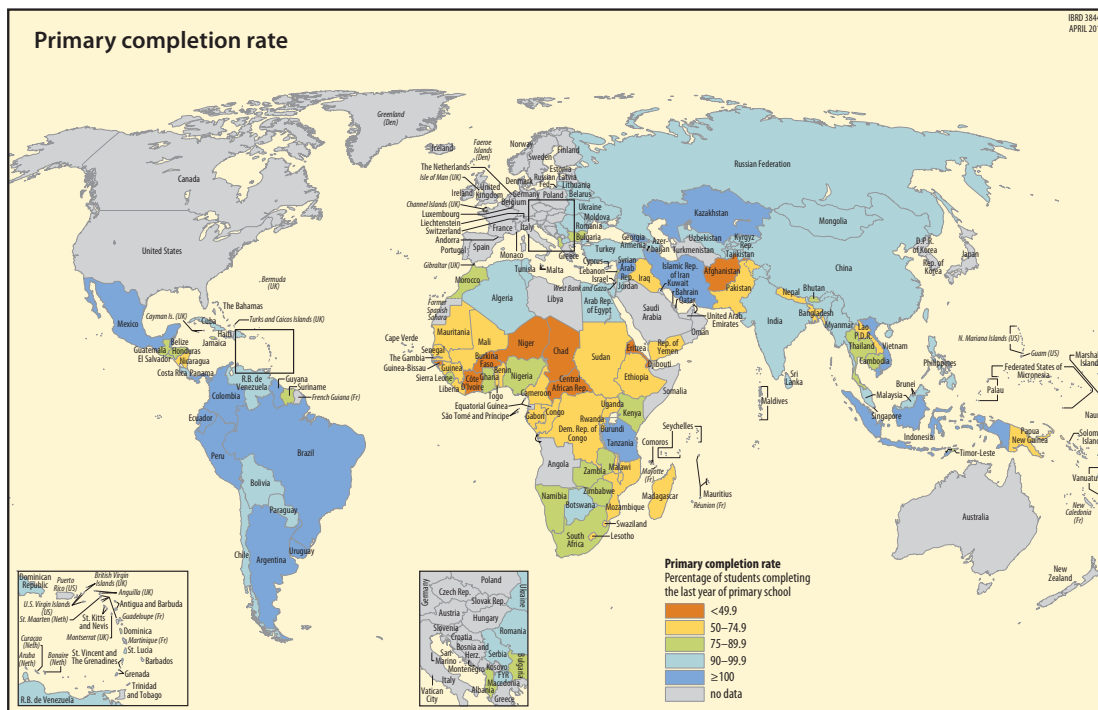 IBRD 3844
APRIL 201
Primary completion rate
Greenland
(Den)
Iceland
Faeroe
Islands
(Den)
Norway
Sweden
Finland
Russian Federation
Canada
The Netherlands
Isle of Man (UK)
Ireland
United
Kingdom
Denmark
Estonia
Russian
Fed.
Latvia
Lithuania
Germany
Poland
Belarus
Belgium
Channel Islands (UK)
Luxembourg
Liechtenstein
Switzerland
France
Italy
Ukraine
Moldova
Romania
Bulgaria
Andorra
Portugal
Spain
Monaco
Greece
Gibraltar (UK)
Kazakhstan
Mongolia
Georgia
Armenia
Azer-
baijan
Uzbekistan
Turkmenistan
Kyrgyz
Rep.
Tajikistan
Turkey
Cyprus
Lebanon
Israel
West Bank and Gaza
Syrian
Arab
Rep.
Jordan
Iraq
Islamic Rep.
of Iran
Kuwait
Bahrain
Qatar
Afghanistan
Pakistan
China
D.P.R.
of Korea
Rep. of
Korea
Japan
United States
Bermuda
(UK)
Tunisia
Malta
Morocco
Algeria
Libya
Arab Rep.
of Egypt
Saudi
Arabia
United Arab
Emirates
Oman
Nepal
Bhutan
Bangladesh
India
Myanmar
Lao
P.D.R.
Thailand
Vietnam
Cambodia
Former
Spanish
Sahara
Mexico
The Bahamas
Cayman Is. (UK)
Turks and Caicos Islands (UK)
Cuba
Haiti
Belize
Jamaica
Guatemala
Honduras
El Salvador
Nicaragua
Costa Rica
Panama
Mauritania
Mali
Niger
Chad
Sudan
Eritrea
Rep. of
Yemen
Djibouti
Cape Verde
Senegal
The Gambia
Guinea-Bissau
Guinea
Sierra Leone
Liberia
Burkina
Faso
Côte
D'Ivoire
Ghana
Benin
Togo
Nigeria
Cameroon
Central
African Rep.
Ethiopia
Somalia
Sri
Lanka
Maldives
Philippines
N. Mariana Islands (US)
Guam (US)
Marshall
Islands
Federated States of
Micronesia
Palau
R.B. de
Venezuela
Guyana
Suriname
French Guiana (Fr)
Colombia
Ecuador
Peru
Brazil
Bolivia
Paraguay
Chile
Argentina
Uruguay
Equatorial Guinea
São Tomé and Príncipe
Gabon
Congo
Dem. Rep. of
Congo
Uganda
Rwanda
Burundi
Kenya
Tanzania
Seychelles
Comoros
Mayotte
(Fr)
Brunei
Malaysia
Singapore
Indonesia
Papua
New Guinea
Timor-Leste
Nauru
Solomon
Islands
Vanuatu
New
Caledonia
(Fr)
Angola
Zambia
Malawi
Zimbabwe
Mozambique
Madagascar
Mauritius
Réunion (Fr)
Namibia
Botswana
Swaziland
Lesotho
South
Africa
Australia
New
Zealand
Dominican
Republic
Puerto
Rico (US)
British Virgin
Islands (UK)
Anguilla (UK)
U.S. Virgin Islands
(US)
St. Maarten (Neth)
St. Kitts
and Nevis
Antigua and Barbuda
Guadeloupe (Fr)
Montserrat (UK)
Dominica
Martinique (Fr)
St. Lucia
Curaçao
(Neth)
Aruba
(Neth)
Bonaire
(Neth)
St. Vincent and
The Grenadines
Barbados
Grenada
Trinidad
and Tobago
R.B. de Venezuela
Germany
Poland
Czech Rep.
Slovak Rep.
Ukraine
Austria
Hungary
Slovenia
Croatia
Romania
Bosnia and
Herz.
San
Marino
Serbia
Montenegro
Kosovo
Bulgaria
Italy
FYR
Macedonia
Vatican
City
Albania
Greece
Primary completion rate
Percentage of students completing
the last year of primary school
<49.9
50–74.9
75–89.9
90–99.9
≥100
no data